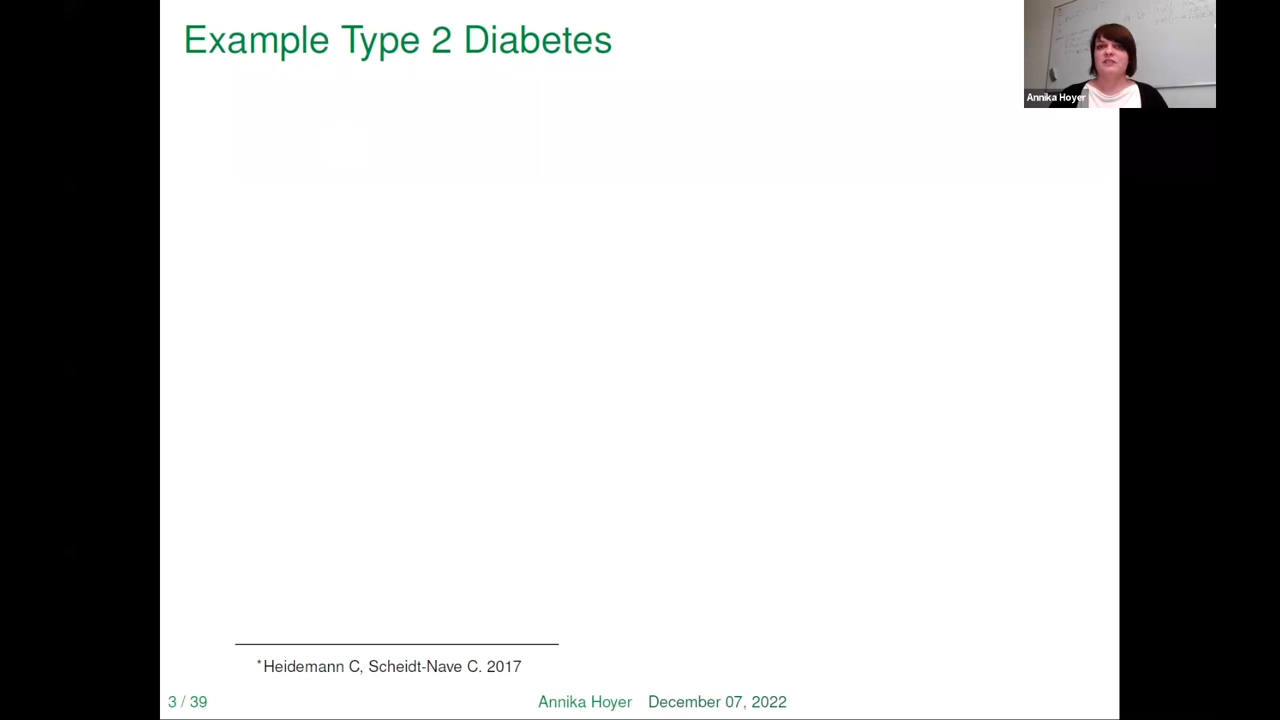 Example Type 2 Diabetes
Annika Hoyer
*Heidemann C, Scheidt-Nave C. 2017
3 / 39
Annika Hoyer December 07, 2022